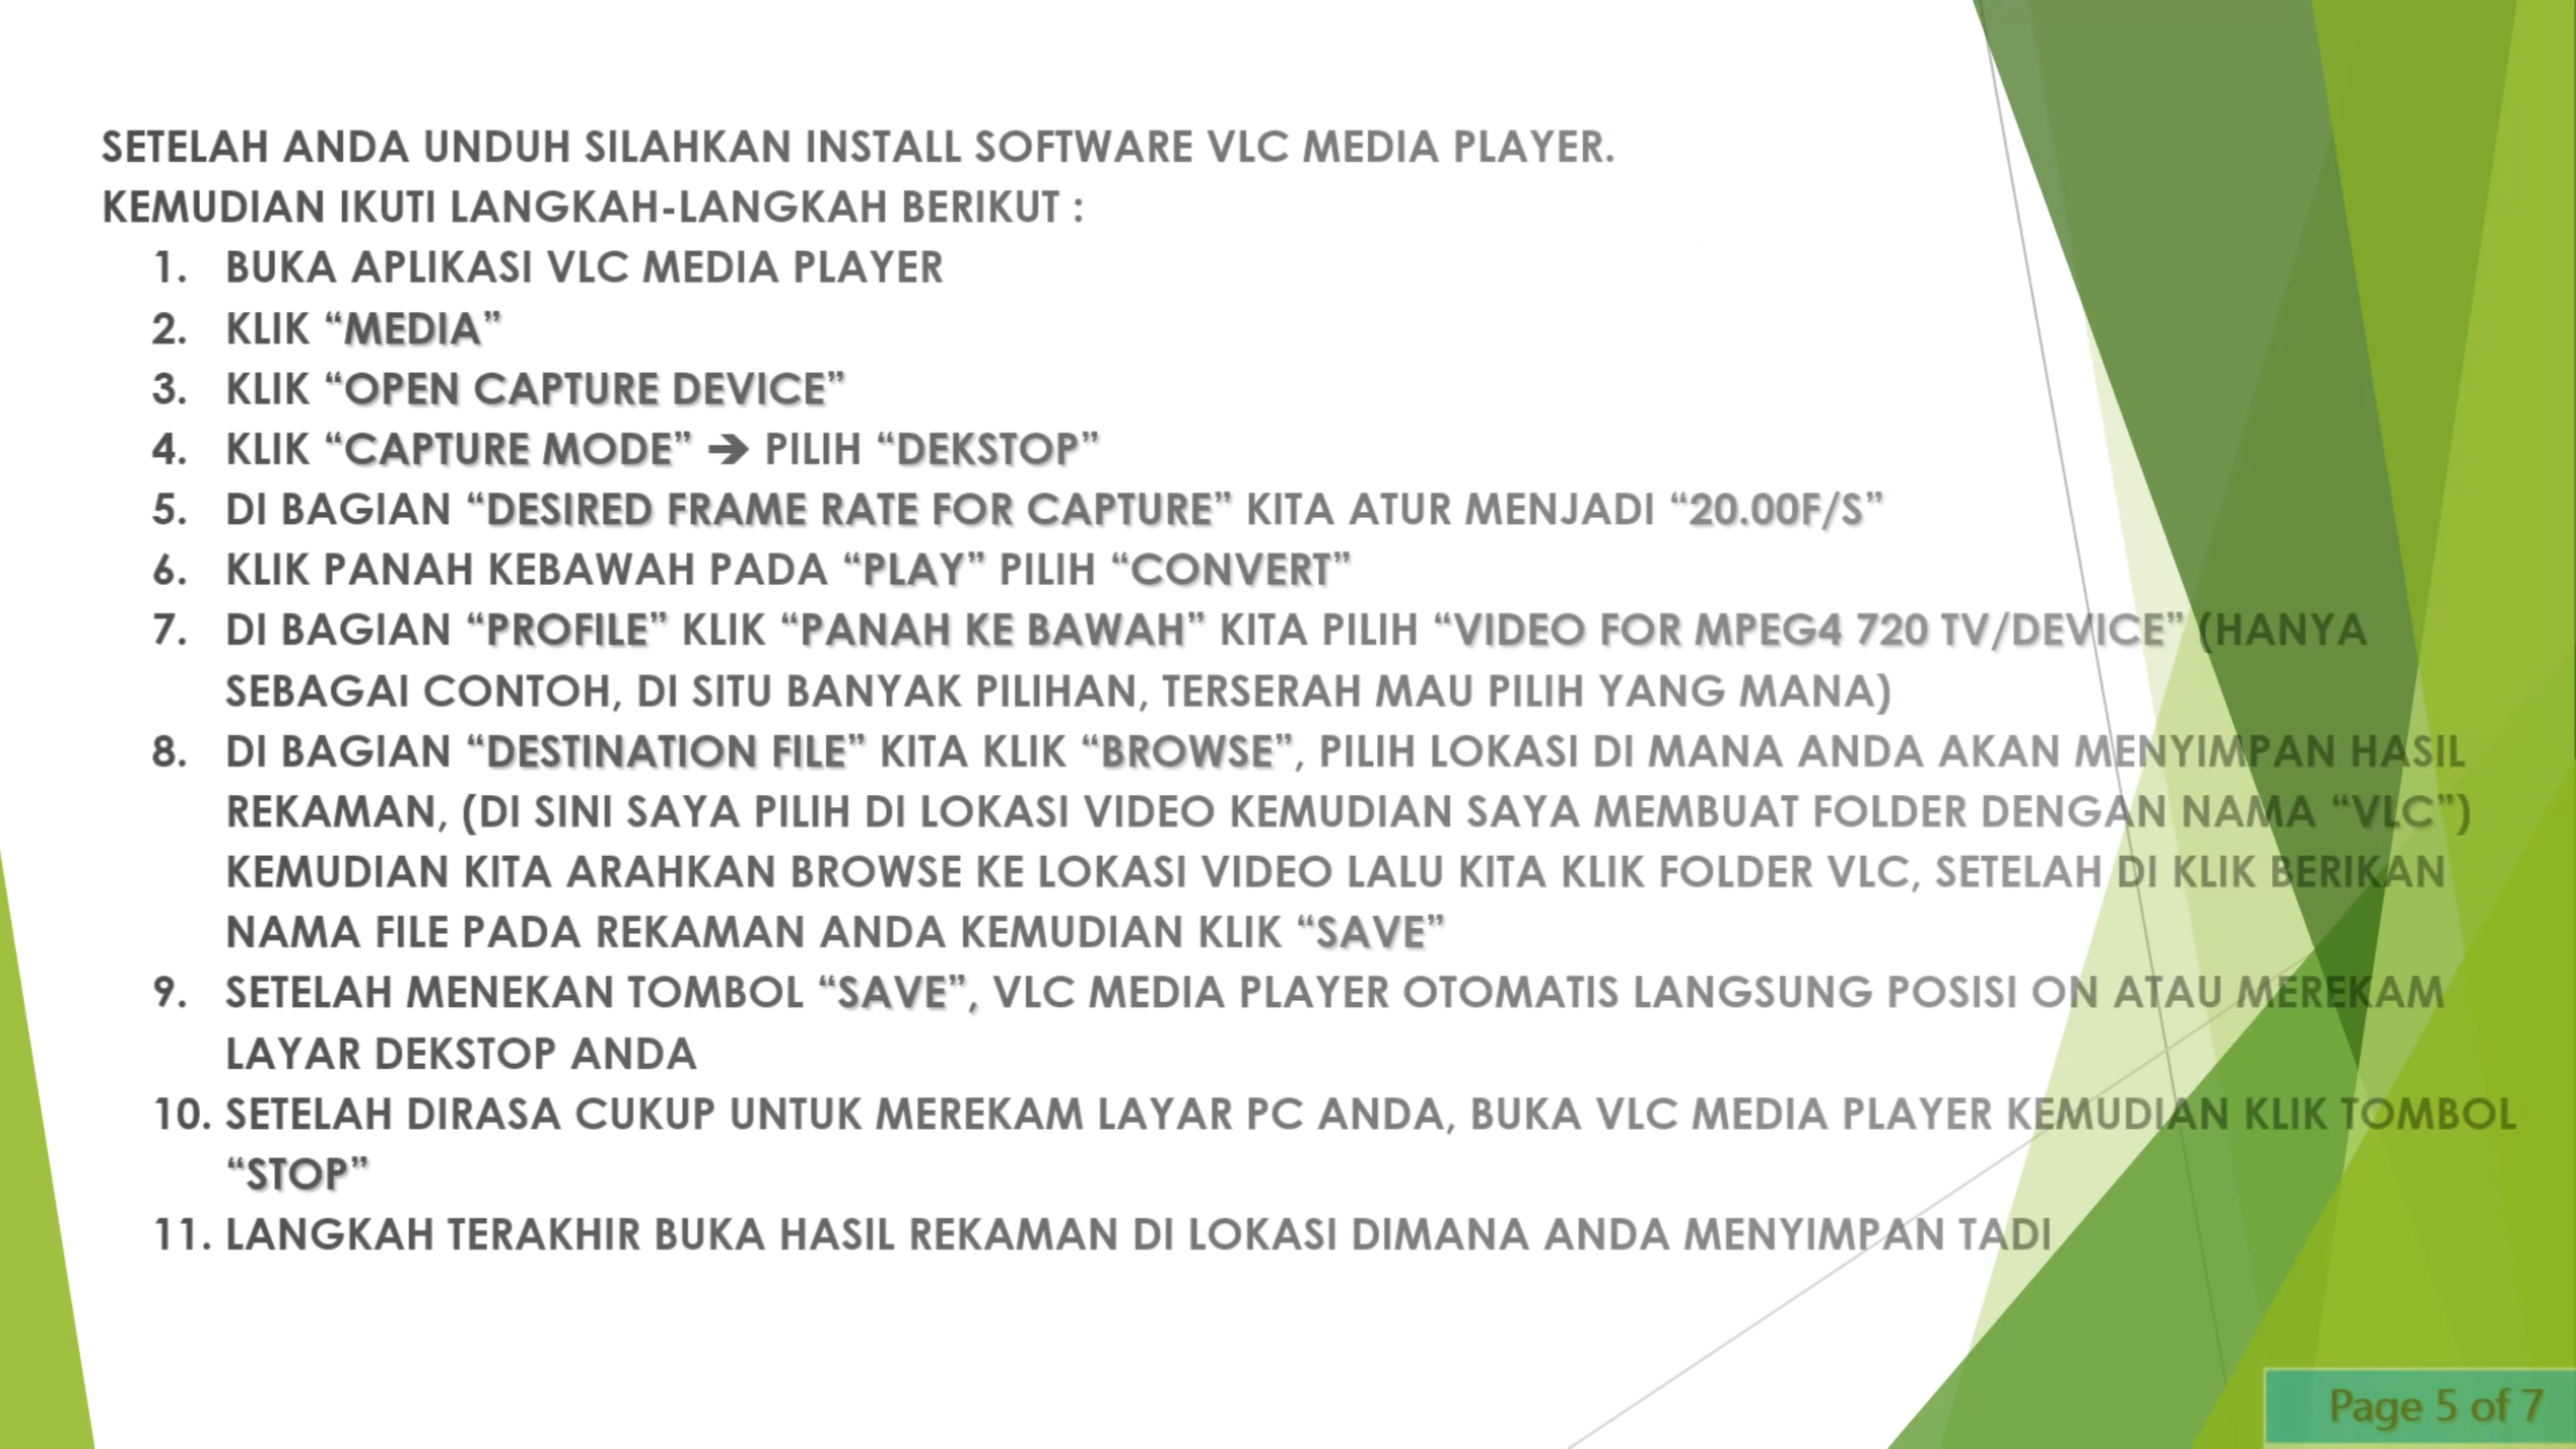 SETELAH ANDA UNDUH SILAHKAN INSTALL SOFTWARE VLC MEDIA PLAYER.
KEMUDIAN IKUTI LANGKAH-LANGKAH BERIKUT :
1. BUKA APLIKASI VLC MEDIA PLAYER
2. KLIK “MEDIA”
3. KLIK “OPEN CAPTURE DEVICE”
4. KLIK “CAPTURE MODE” ➔ PILIH “DEKSTOP”
5. DI BAGIAN “DESIRED FRAME RATE FOR CAPTURE” KITA ATUR MENJADI “20.00F/S”
6. KLIK PANAH KEBAWAH PADA “PLAY” PILIH “CONVERT”
7. DI BAGIAN “PROFILE” KLIK “PANAH KE BAWAH” KITA PILIH “VIDEO FOR MPEG4 720 TV/DEVICE” (HANYA
SEBAGAI CONTOH, DI SITU BANYAK PILIHAN, TERSERAH MAU PILIH YANG MANA)
8. DI BAGIAN “DESTINATION FILE” KITA KLIK “BROWSE”, PILIH LOKASI DI MANA ANDA AKAN MENYIMPAN HASIL
REKAMAN, (DI SINI SAYA PILIH DI LOKASI VIDEO KEMUDIAN SAYA MEMBUAT FOLDER DENGAN NAMA “VLC”)
KEMUDIAN KITA ARAHKAN BROWSE KE LOKASI VIDEO LALU KITA KLIK FOLDER VLC, SETELAH DI KLIK BERIKAN
NAMA FILE PADA REKAMAN ANDA KEMUDIAN KLIK “SAVE”
9. SETELAH MENEKAN TOMBOL “SAVE”, VLC MEDIA PLAYER OTOMATIS LANGSUNG POSISI ON ATAU MEREKAM
LAYAR DEKSTOP ANDA
10. SETELAH DIRASA CUKUP UNTUK MEREKAM LAYAR PC ANDA, BUKA VLC MEDIA PLAYER KEMUDIAN KLIK TOMBOL
“STOP”
11. LANGKAH TERAKHIR BUKA HASIL REKAMAN DI LOKASI DIMANA ANDA MENYIMPAN TADI
Page 5 of 7